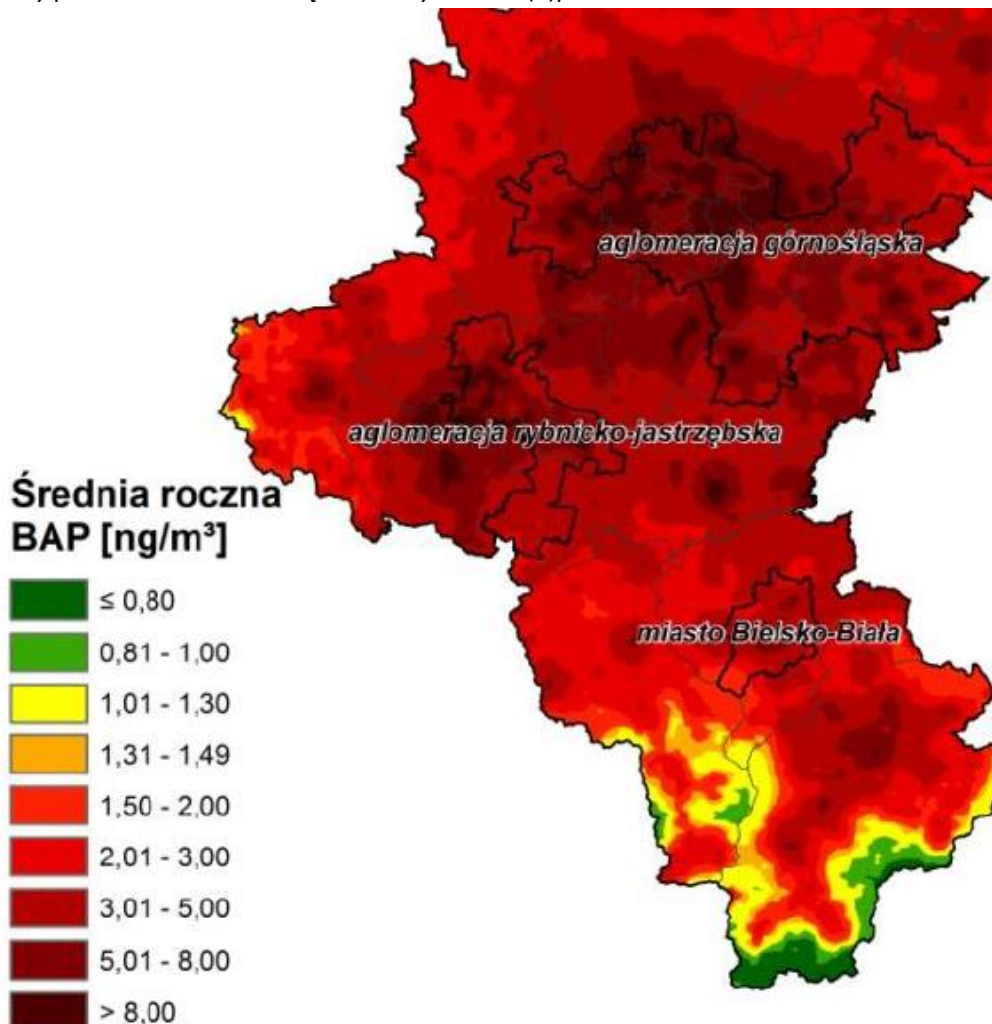 aglomeracja górnośląska
aglomeracja rybnicko-jastrzębska
miasto Bielsko-Biała
Średnia roczna
BAP [ng/m³]
≤ 0,80
0,81 - 1,00
1,01 - 1,30
1,31 - 1,49
1,50 - 2,00
2,01 - 3,00
3,01 - 5,00
5,01 - 8,00
> 8,00